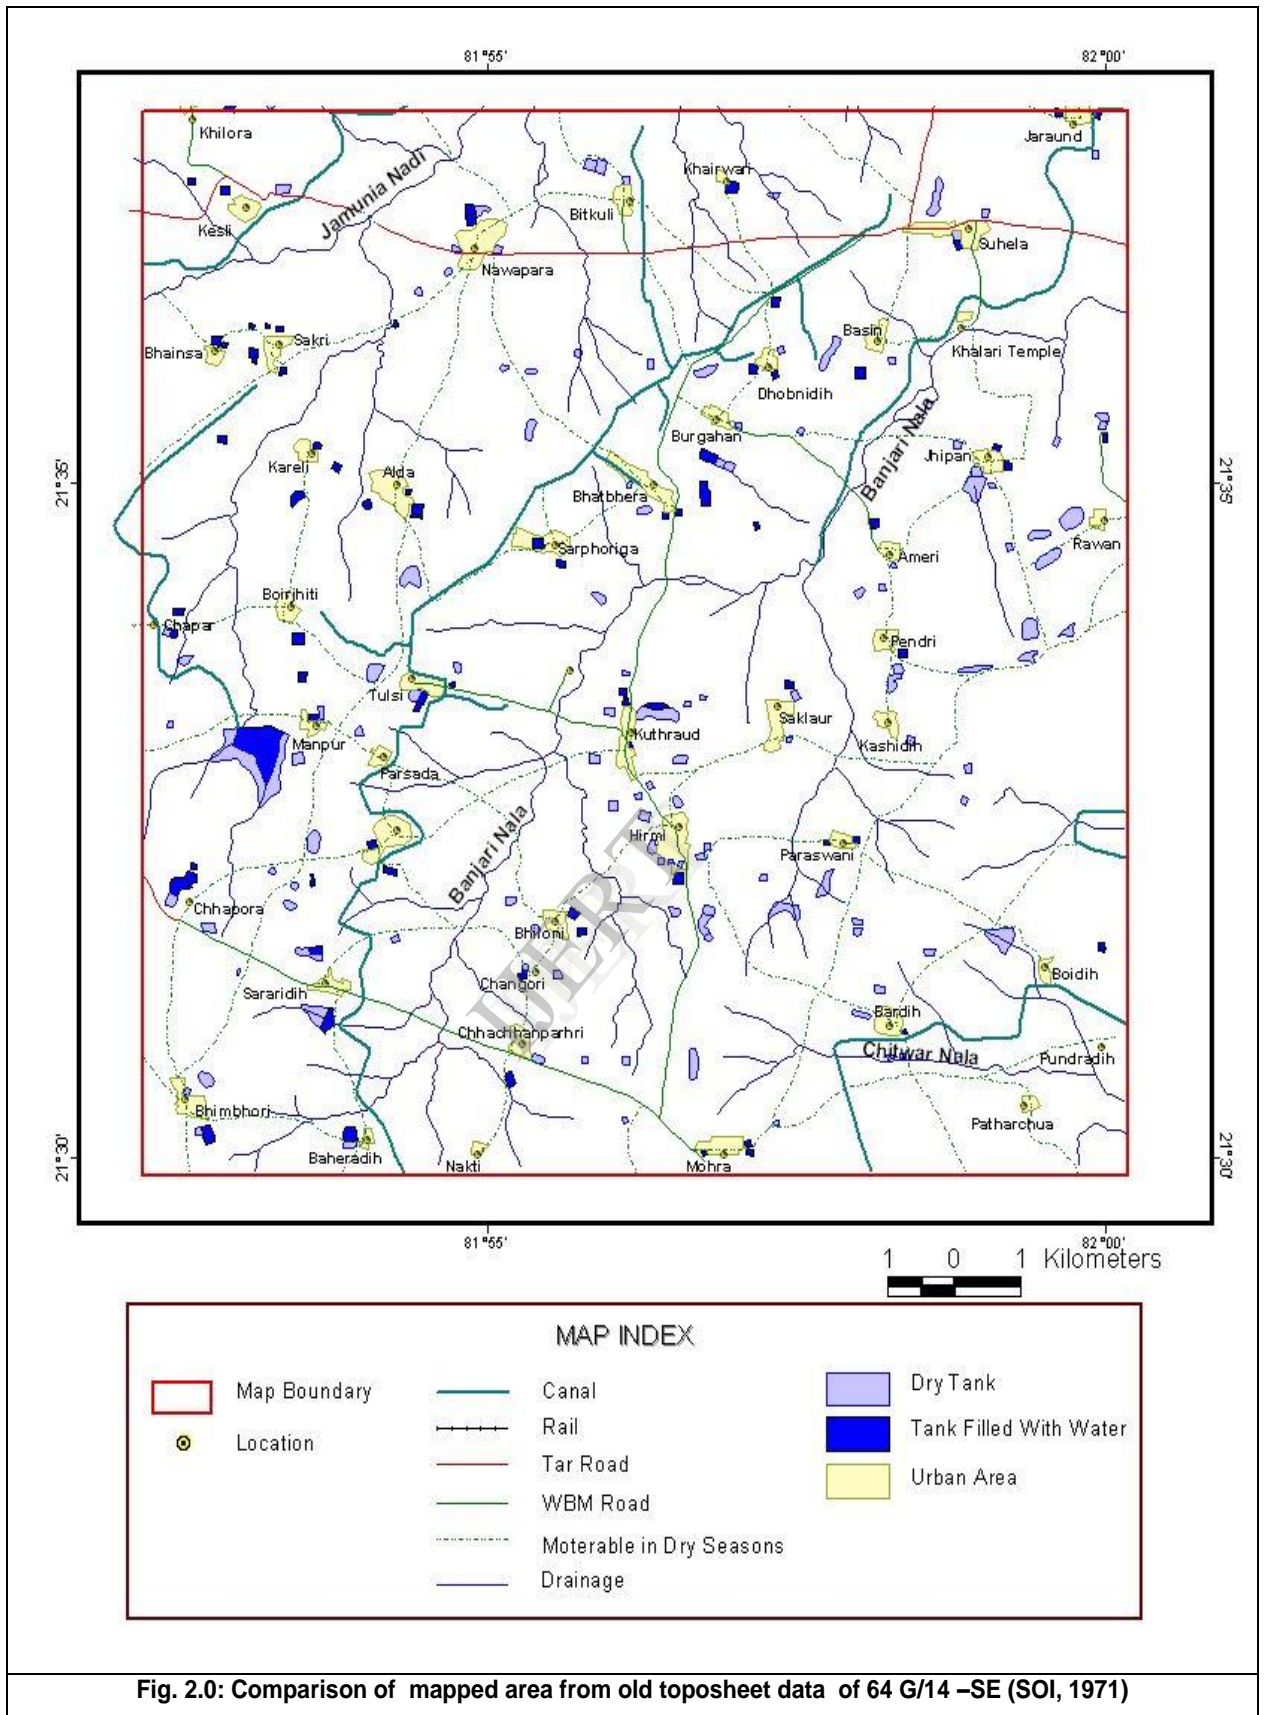 81°55'
82°00'
Khilora
Jaraund
Jamunia Nadi
Khairwari
Kesli
Bitkuli
Suhela
Nawapara
Bhainsa
Sakri
Basin
Khalari Temple
Dhobnidih
Burgahan
Banjari Nala
Kareli
Alda
Jhipan
21°35'
21°35'
Bhatbhera
Sarphoriga
Rawan
Ameri
Boirjhiti
Chapar
Pendri
Tulsi
Saklaur
Manpur
Kuthraud
Kashidih
Parsada
Banjari Nala
Hirmi
Paraswani
Chhapora
Bhiloni
IJERT
Sararidih
Changori
Boidih
Bardih
Chhachhanparhri
Chitwar Nala
Pundradih
Bhimbhori
Patharchua
21°30'
21°30'
Baheradih
Nakti
Mohra
81°55'
82°00'
1 0 1 Kilometers
MAP INDEX
Map Boundary
Location
Canal
Rail
Tar Road
WBM Road
Moterable in Dry Seasons
Drainage
Dry Tank
Tank Filled With Water
Urban Area
Fig. 2.0: Comparison of mapped area from old toposheet data of 64 G/14 –SE (SOI, 1971)